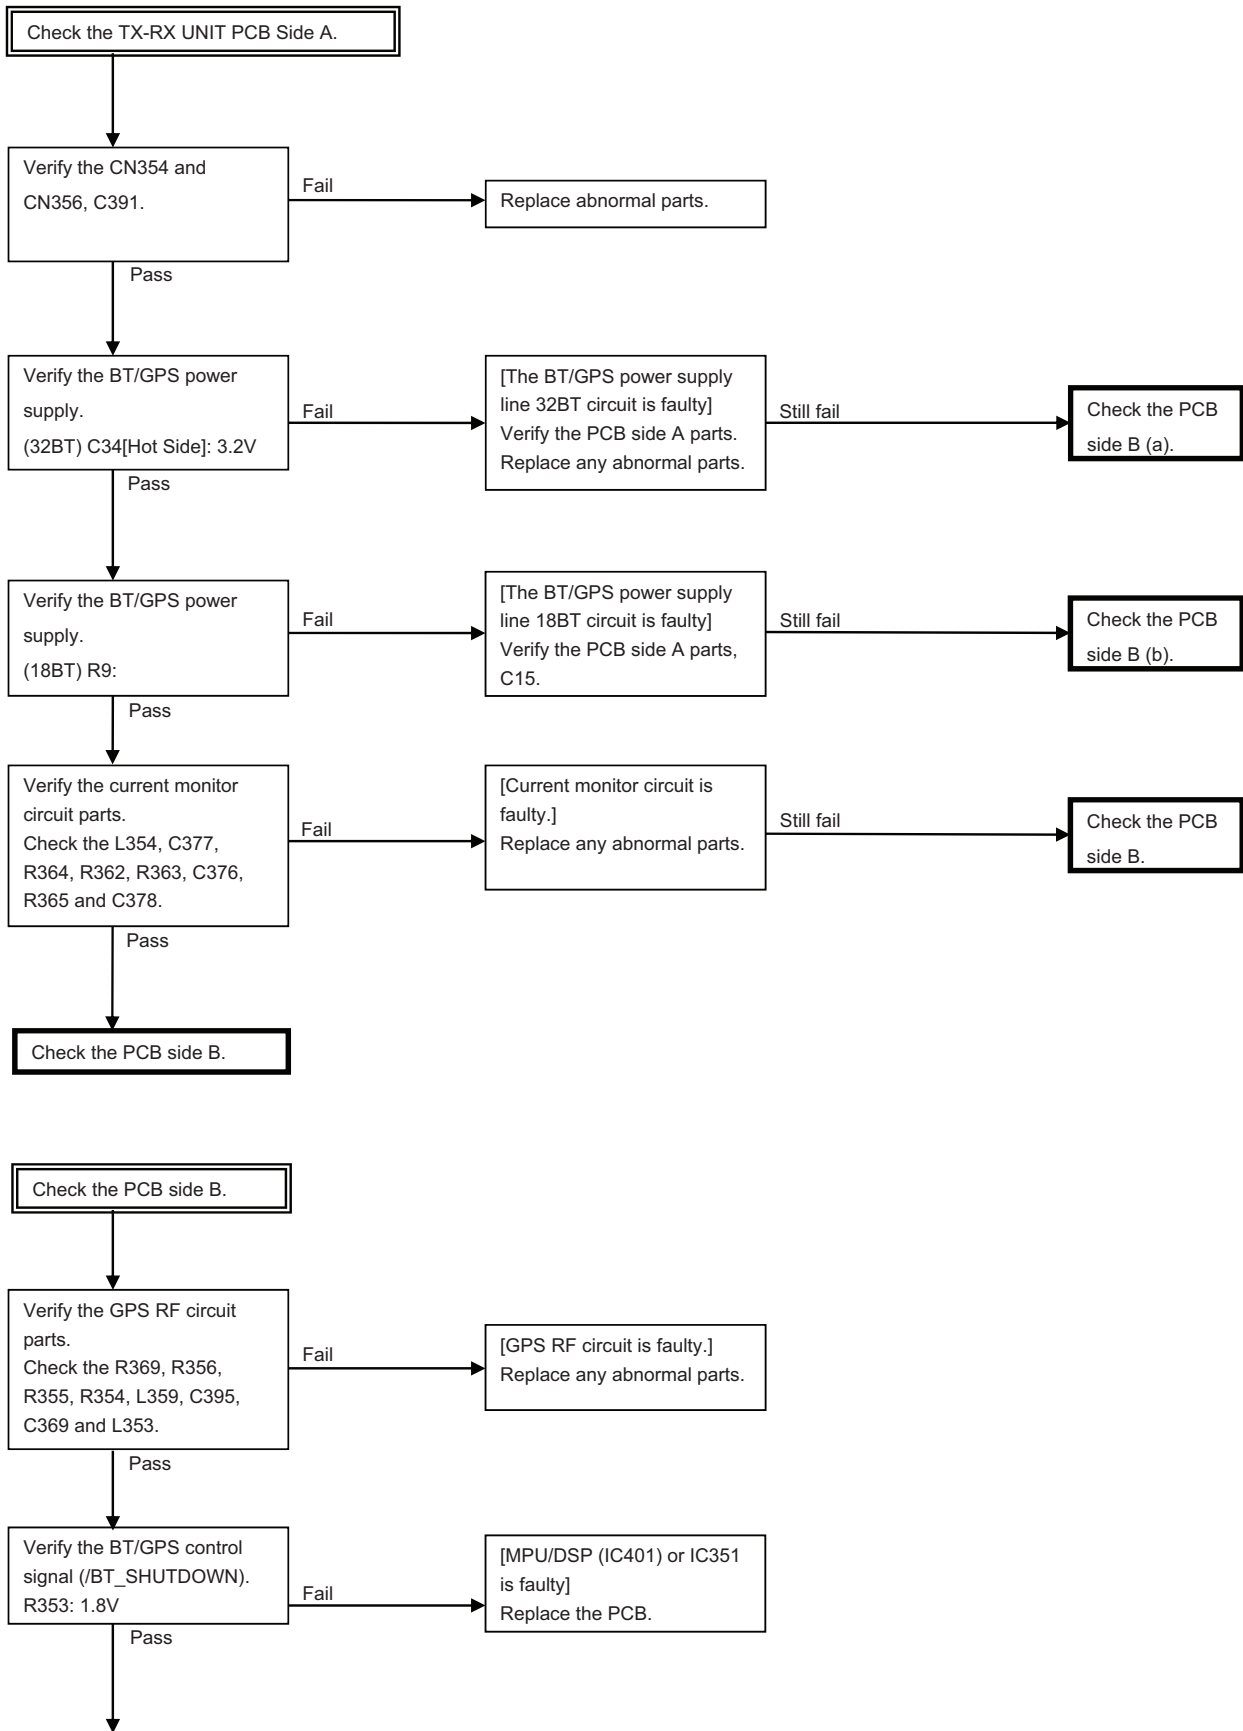 Check the TX-RX UNIT PCB Side A.
Verify the CN354 and
CN356, C391.
Fail
Replace abnormal parts.
Pass
Verify the BT/GPS power
supply.
(32BT) C34[Hot Side]: 3.2V
Fail
[The BT/GPS power supply
line 32BT circuit is faulty]
Verify the PCB side A parts.
Replace any abnormal parts.
Still fail
Check the PCB
side B (a).
Pass
Verify the BT/GPS power
supply.
(18BT) R9:
Fail
[The BT/GPS power supply
line 18BT circuit is faulty]
Verify the PCB side A parts,
C15.
Still fail
Check the PCB
side B (b).
Pass
Verify the current monitor
circuit parts.
Check the L354, C377,
R364, R362, R363, C376,
R365 and C378.
Fail
[Current monitor circuit is
faulty.]
Replace any abnormal parts.
Still fail
Check the PCB
side B.
Pass
Check the PCB side B.
Check the PCB side B.
Verify the GPS RF circuit
parts.
Check the R369, R356,
R355, R354, L359, C395,
C369 and L353.
Fail
[GPS RF circuit is faulty.]
Replace any abnormal parts.
Pass
Verify the BT/GPS control
signal (/BT_SHUTDOWN).
R353: 1.8V
Fail
[MPU/DSP (IC401) or IC351
is faulty]
Replace the PCB.
Pass